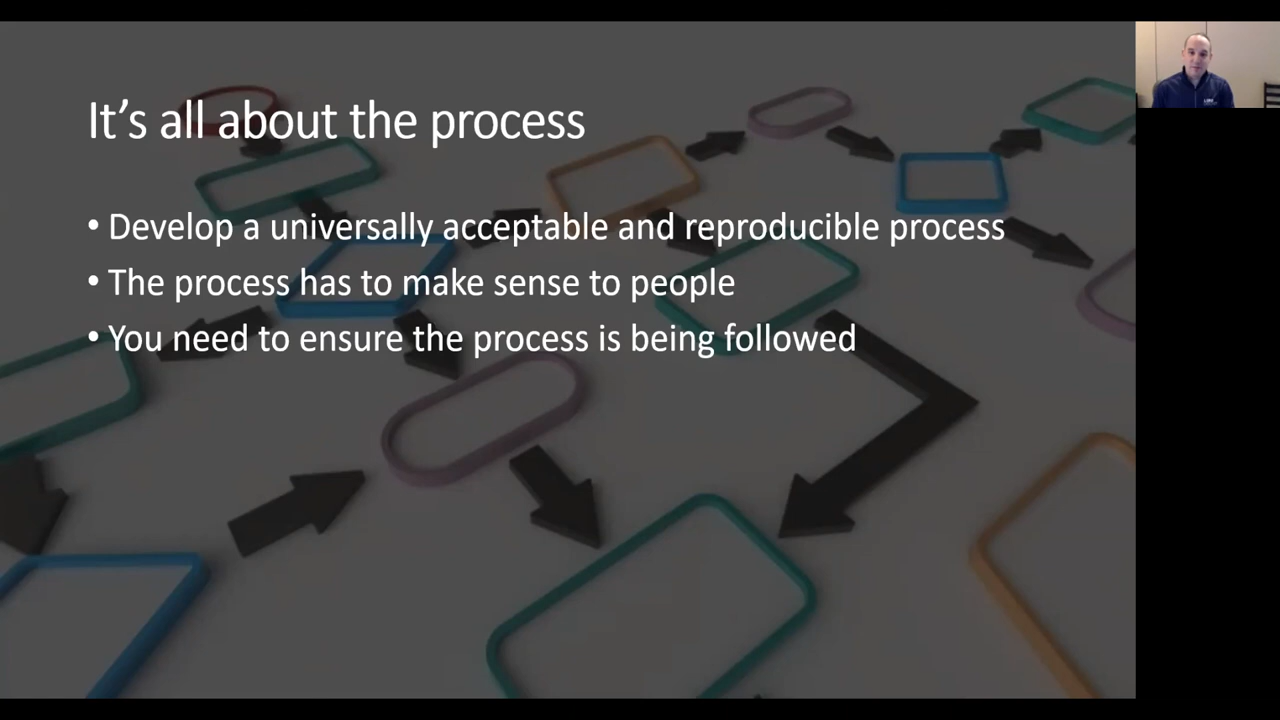 It's all about the process
• Develop a universally acceptable and reproducible process
• The process has to make sense to people
• You need to ensure the process is being followed